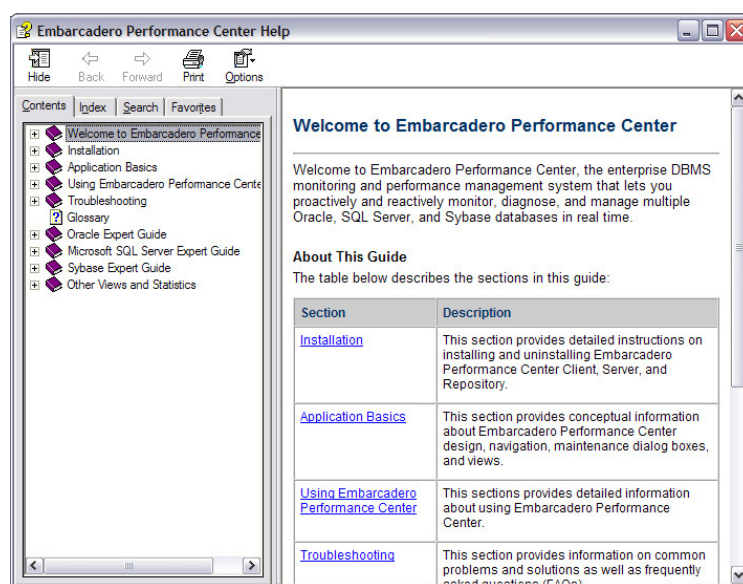 Embarcadero Performance Center Help
Hide Back Forward Print Options
Contents Index Search Favorites
Welcome to Embarcadero Performance
Installation
Application Basics
Using Embarcadero Performance Cente
Troubleshooting
Glossary
Oracle Expert Guide
Microsoft SQL Server Expert Guide
Sybase Expert Guide
Other Views and Statistics
Welcome to Embarcadero Performance Center
Welcome to Embarcadero Performance Center, the enterprise DBMS
monitoring and performance management system that lets you
proactively and reactively monitor, diagnose, and manage multiple
Oracle, SQL Server, and Sybase databases in real time.
About This Guide
The table below describes the sections in this guide:
Section Description
Installation
This section provides detailed instructions on
installing and uninstalling Embarcadero
Performance Center Client, Server, and
Repository.
Application Basics
This section provides conceptual information
about Embarcadero Performance Center
design, navigation, maintenance dialog boxes,
and views.
Using Embarcadero
Performance Center
This sections provides detailed information
about using Embarcadero Performance
Center.
Troubleshooting
This section provides information on common
problems and solutions as well as frequently
asked questions (FAQs)